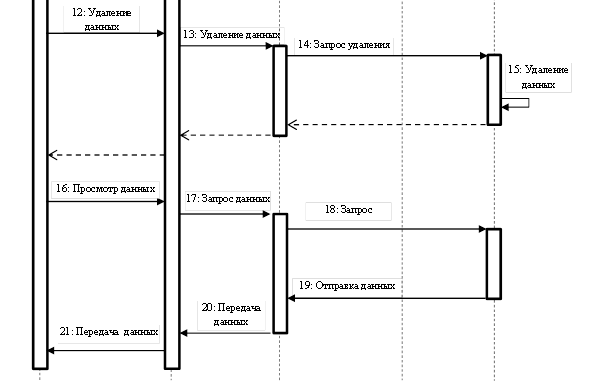 12: Удаление
данных
13: Удаление данных
14: Запрос удаления
15: Удаление
данных
16: Просмотр данных
17: Запрос данных
18: Запрос
19: Отправка данных
20: Передача
данных
21: Передача данных